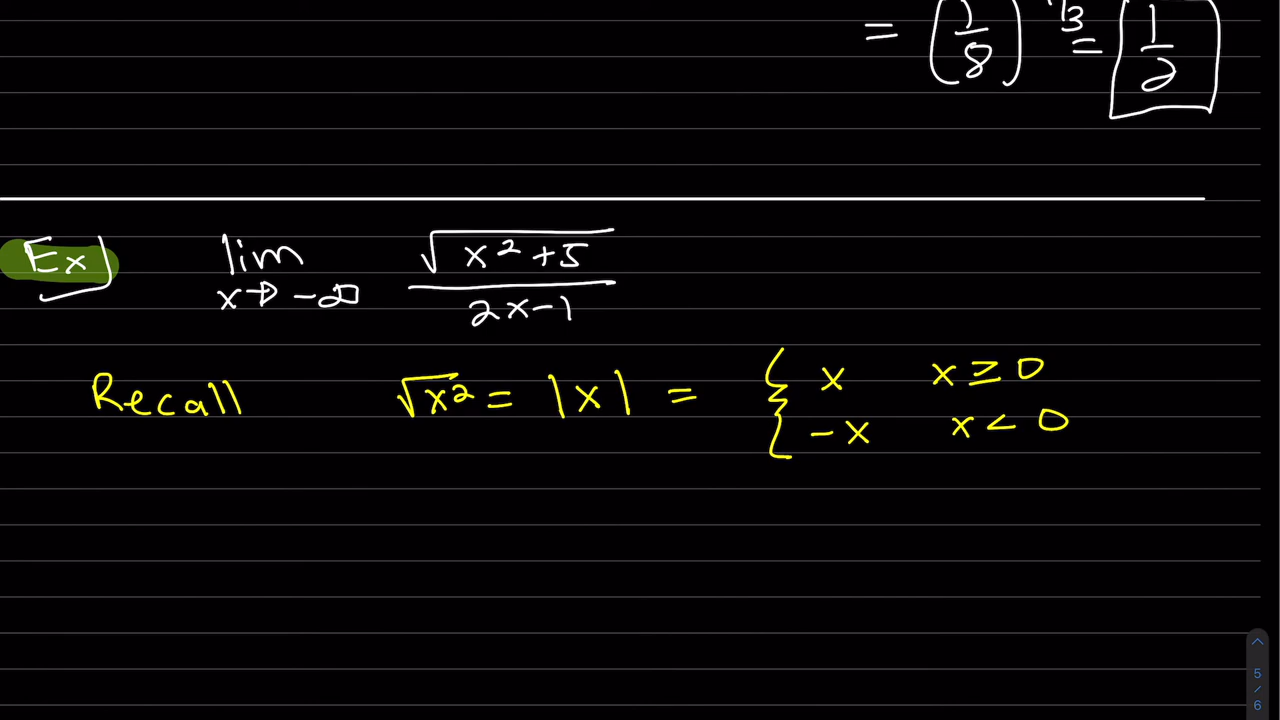 = (1/8)^1/3 = 1/2
Ex) lim x→-∞ √(x²+5) / (2x-1)
Recall √x² = |x| = { x x ≥ 0
-x x < 0
5 / 6